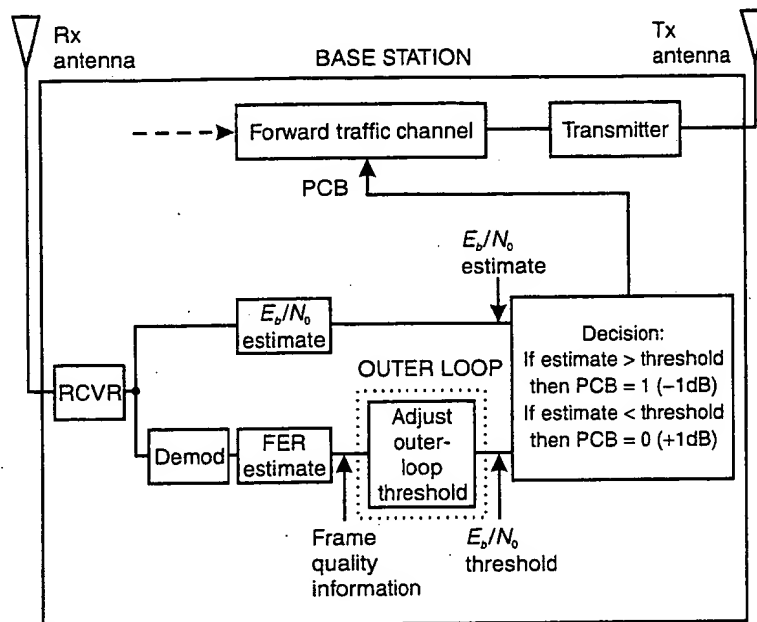 Rx
antenna
BASE STATION
Tx
antenna
Forward traffic channel
Transmitter
PCB
E_b/N_0
estimate
E_b/N_0
estimate
OUTER LOOP
RCVR
Demod
FER
estimate
Adjust
outer-
loop
threshold
Decision:
If estimate > threshold
then PCB = 1 (−1dB)
If estimate < threshold
then PCB = 0 (+1dB)
Frame
quality
information
E_b/N_0
threshold